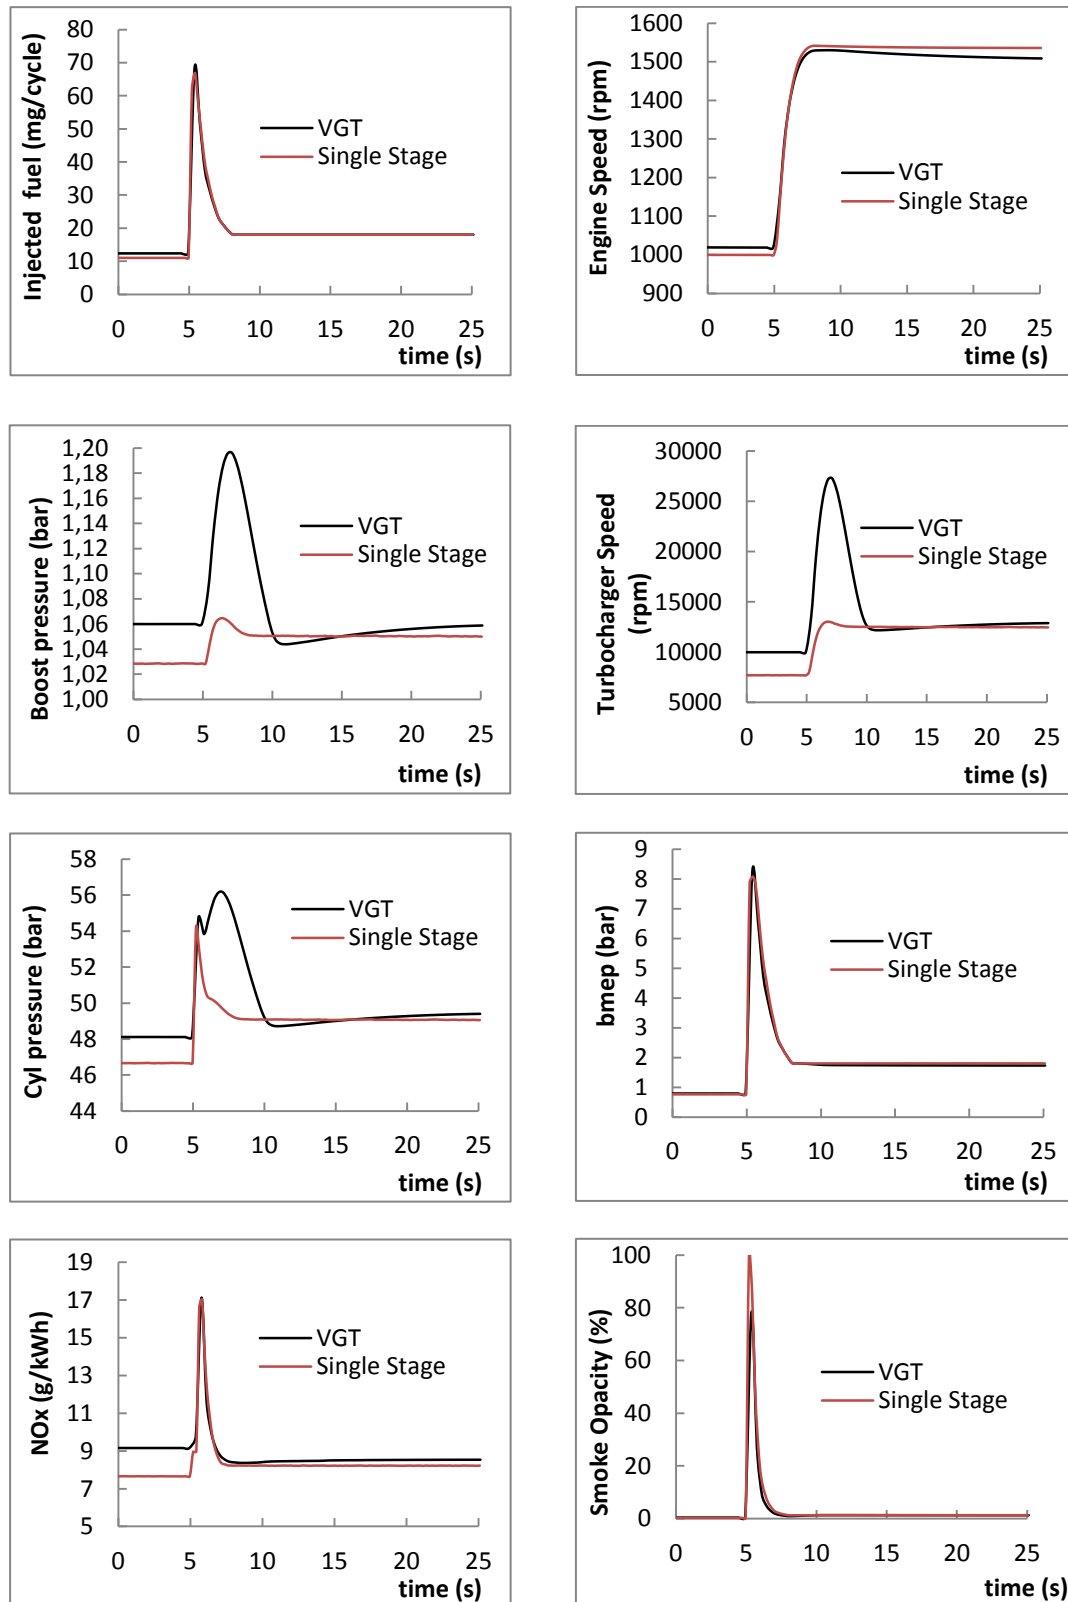 Injected fuel (mg/cycle)
80
70
60
50
40
30
20
10
0
VGT
Single Stage
0 5 10 15 20 25
time (s)
Engine Speed (rpm)
1600
1500
1400
1300
1200
1100
1000
900
VGT
Single Stage
0 5 10 15 20 25
time (s)
Boost pressure (bar)
1,20
1,18
1,16
1,14
1,12
1,10
1,08
1,06
1,04
1,02
1,00
VGT
Single Stage
0 5 10 15 20 25
time (s)
Turbocharger Speed
(rpm)
30000
25000
20000
15000
10000
5000
VGT
Single Stage
0 5 10 15 20 25
time (s)
Cyl pressure (bar)
58
56
54
52
50
48
46
44
VGT
Single Stage
0 5 10 15 20 25
time (s)
bmep (bar)
9
8
7
6
5
4
3
2
1
0
VGT
Single Stage
0 5 10 15 20 25
time (s)
NOx (g/kWh)
19
17
15
13
11
9
7
5
VGT
Single Stage
0 5 10 15 20 25
time (s)
Smoke Opacity (%)
100
80
60
40
20
0
VGT
Single Stage
0 5 10 15 20 25
time (s)